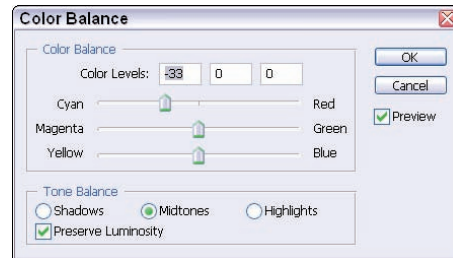 Color Balance
Color Balance
Color Levels: -33 0 0
Cyan Red
Magenta Green
Yellow Blue
Tone Balance
Shadows Midtones Highlights
Preserve Luminosity
OK
Cancel
Preview